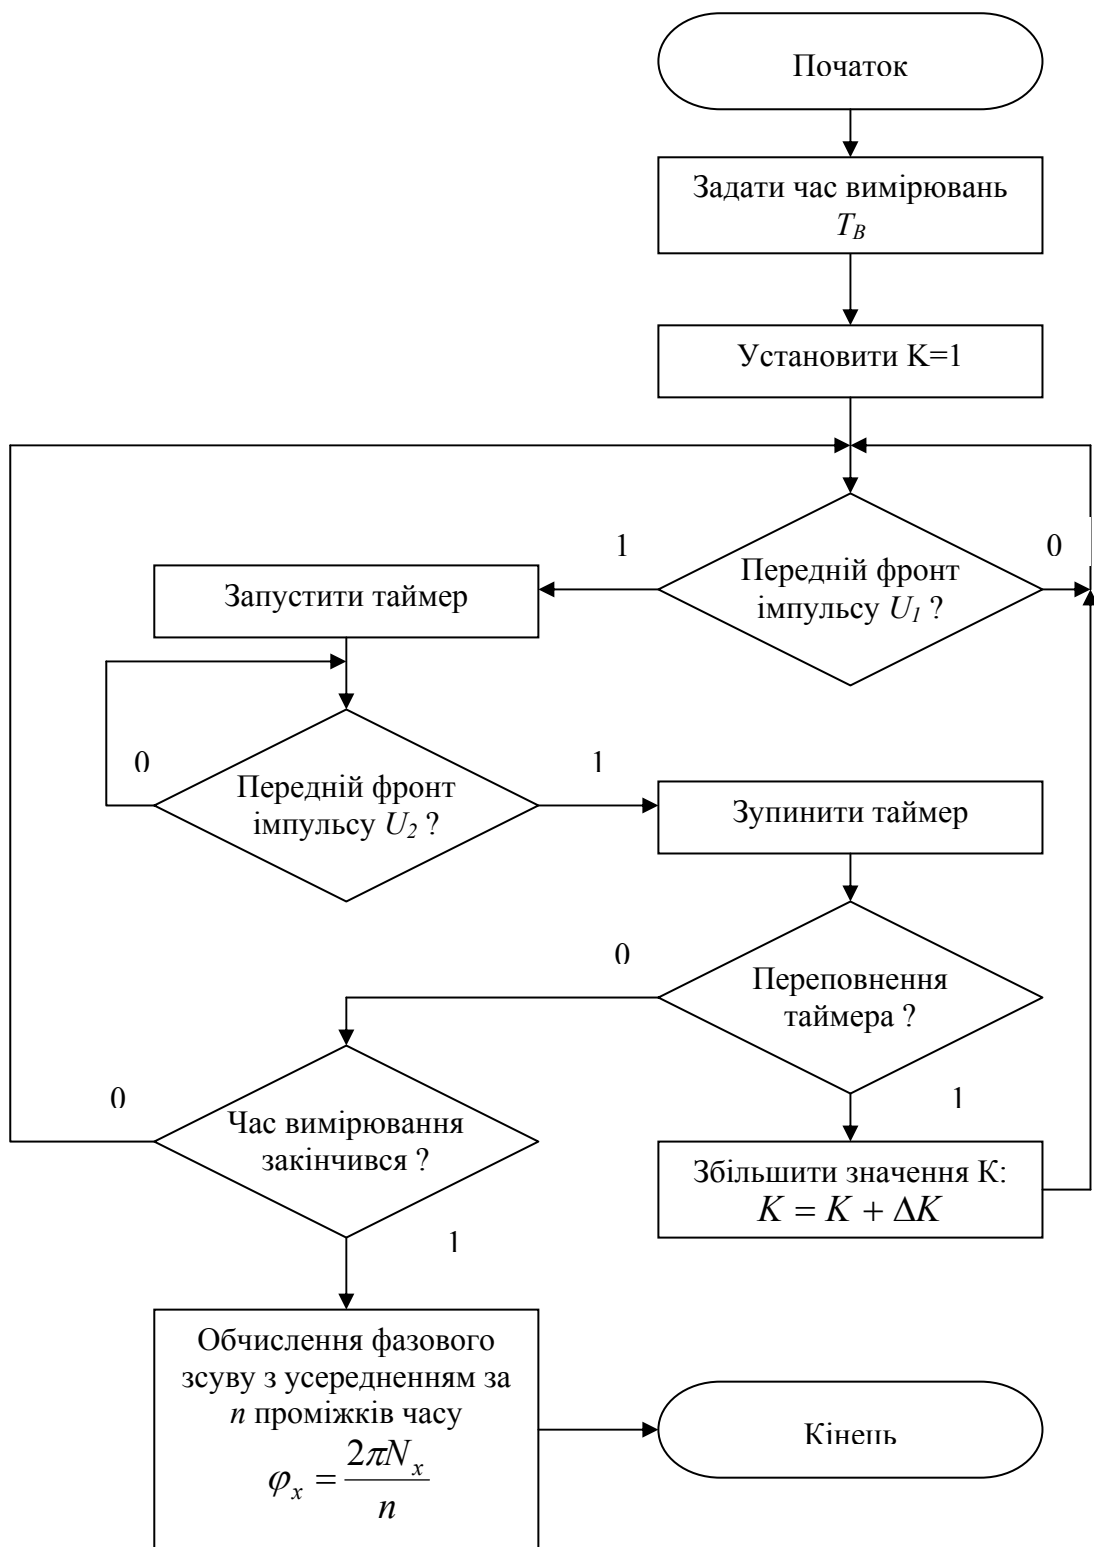 Початок
Задати час вимірювань
T_B
Установити K=1
1
0
Передній фронт
імпульсу U_1 ?
Запустити таймер
0
1
Передній фронт
імпульсу U_2 ?
Зупинити таймер
0
Переповнення
таймера ?
0
1
Час вимірювання
закінчився ?
Збільшити значення К:
K = K + ΔK
1
Обчислення фазового
зсуву з усередненням за
n проміжків часу
φ_x = 2πN_x / n
Кінець